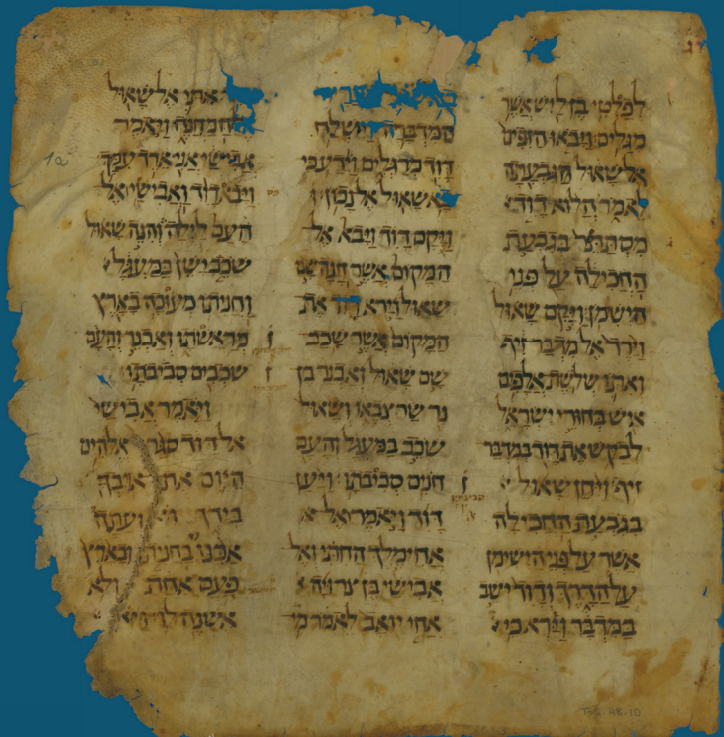 לפלטי בן ליש אשר
מגלים ויבאו הזפים
אל שאול הגבעתה
לאמר הלוא דוד
מסתתר בגבעת
החכילה על פני
הישמן ויקם שאול
וירד אל מדבר זיף
ואתו שלשת אלפים
איש בחורי ישראל
לבקש את דוד במדבר
זיף ויחן שאול
בגבעת החכילה
אשר על פני הישימן
על הדרך ודוד ישב
במדבר וירא כי
המדברה וישלח
דוד מרגלים וידע כי
בא שאול אל נכון
ויקם דוד ויבא אל
המקום אשר חנה שם
שאול וירא דוד את
המקום אשר שכב
שם שאול ואבנר בן
נר שר צבאו ושאול
שכב במעגל והעם
חנים סביבתו ויען
דוד ויאמר אל
אחימלך החתי ואל
אבישי בן צרויה
אחי יואב לאמר מי
אתי אל שאול
אל המחנה ויאמר
אבישי אני ארד עמך
ויבא דוד ואבישי אל
העם לילה והנה שאול
שכב ישן במעגל
וחניתו מעוכה בארץ
מראשתו ואבנר והעם
שכבים סביבתו
ויאמר אבישי
אל דוד סגר אלהים
היום את איבך
בידך ועתה
אכנו נא בחנית ובארץ
פעם אחת ולא
אשנה לו
T-S. A8.10